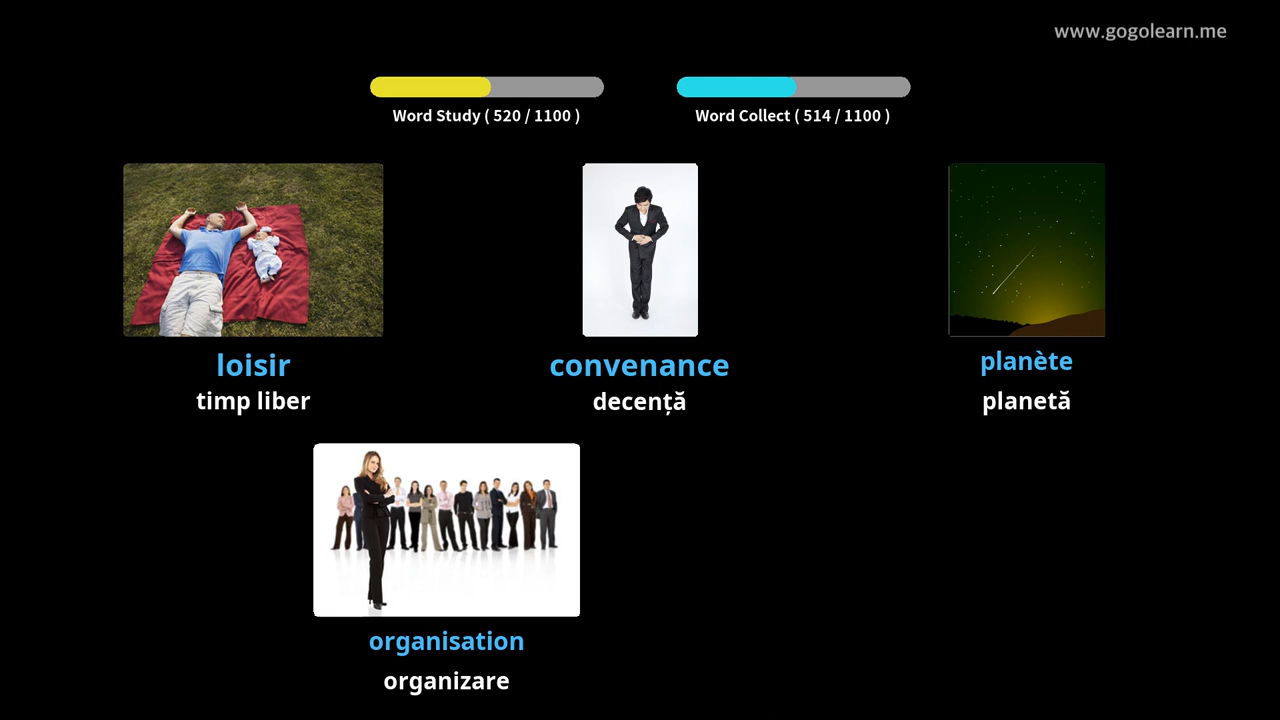 www.gogolearn.me
Word Study ( 520 / 1100 )
Word Collect ( 514 / 1100 )
loisir
timp liber
convenance
decență
planète
planetă
organisation
organizare